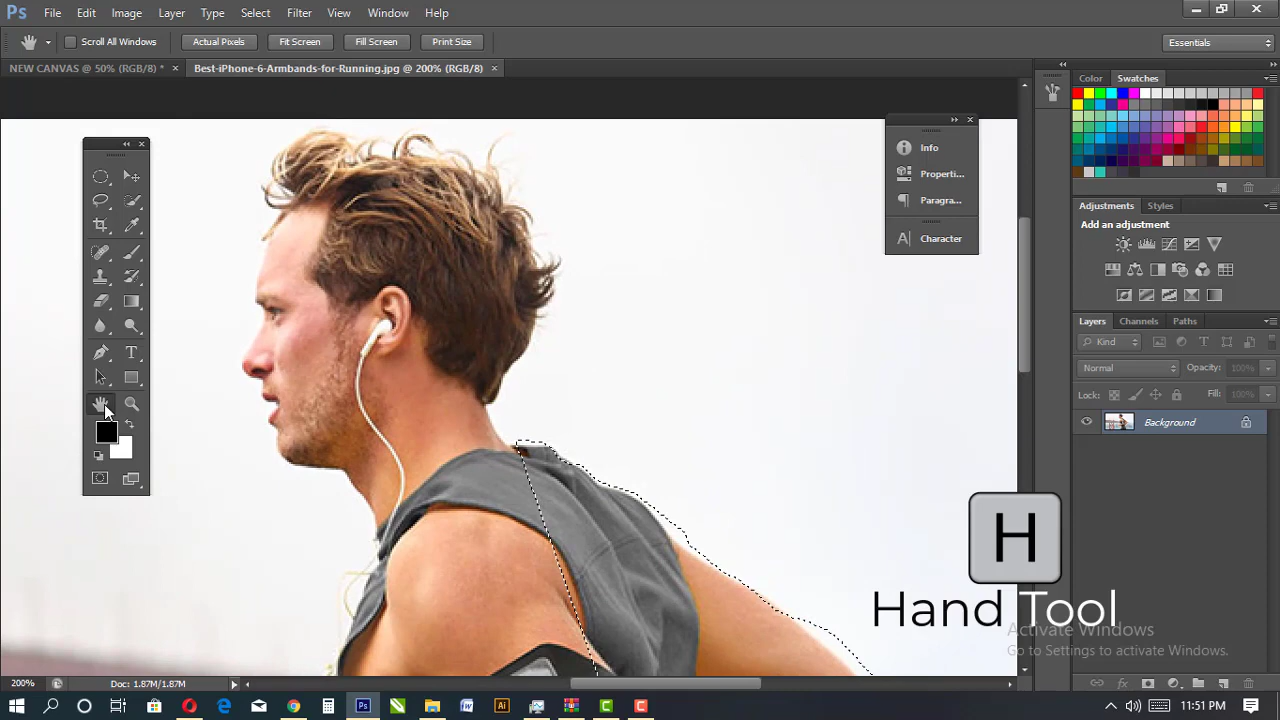 Ps File Edit Image Layer Type Select Filter View Window Help
Scroll All Windows Actual Pixels Fit Screen Fill Screen Print Size Essentials
NEW CANVAS @ 50% (RGB/8) * × Best-iPhone-6-Armbands-for-Running.jpg @ 200% (RGB/8) ×
Color Swatches
Info
Properti...
Paragra...
Character
Adjustments Styles
Add an adjustment
Layers Channels Paths
Kind
Normal Opacity: 100%
Lock: Fill: 100%
Background
T
H
Hand Tool
Activate Windows
Go to Settings to activate Windows.
200% Doc: 1.87M/1.87M
Ps W Ai C C 11:51 PM